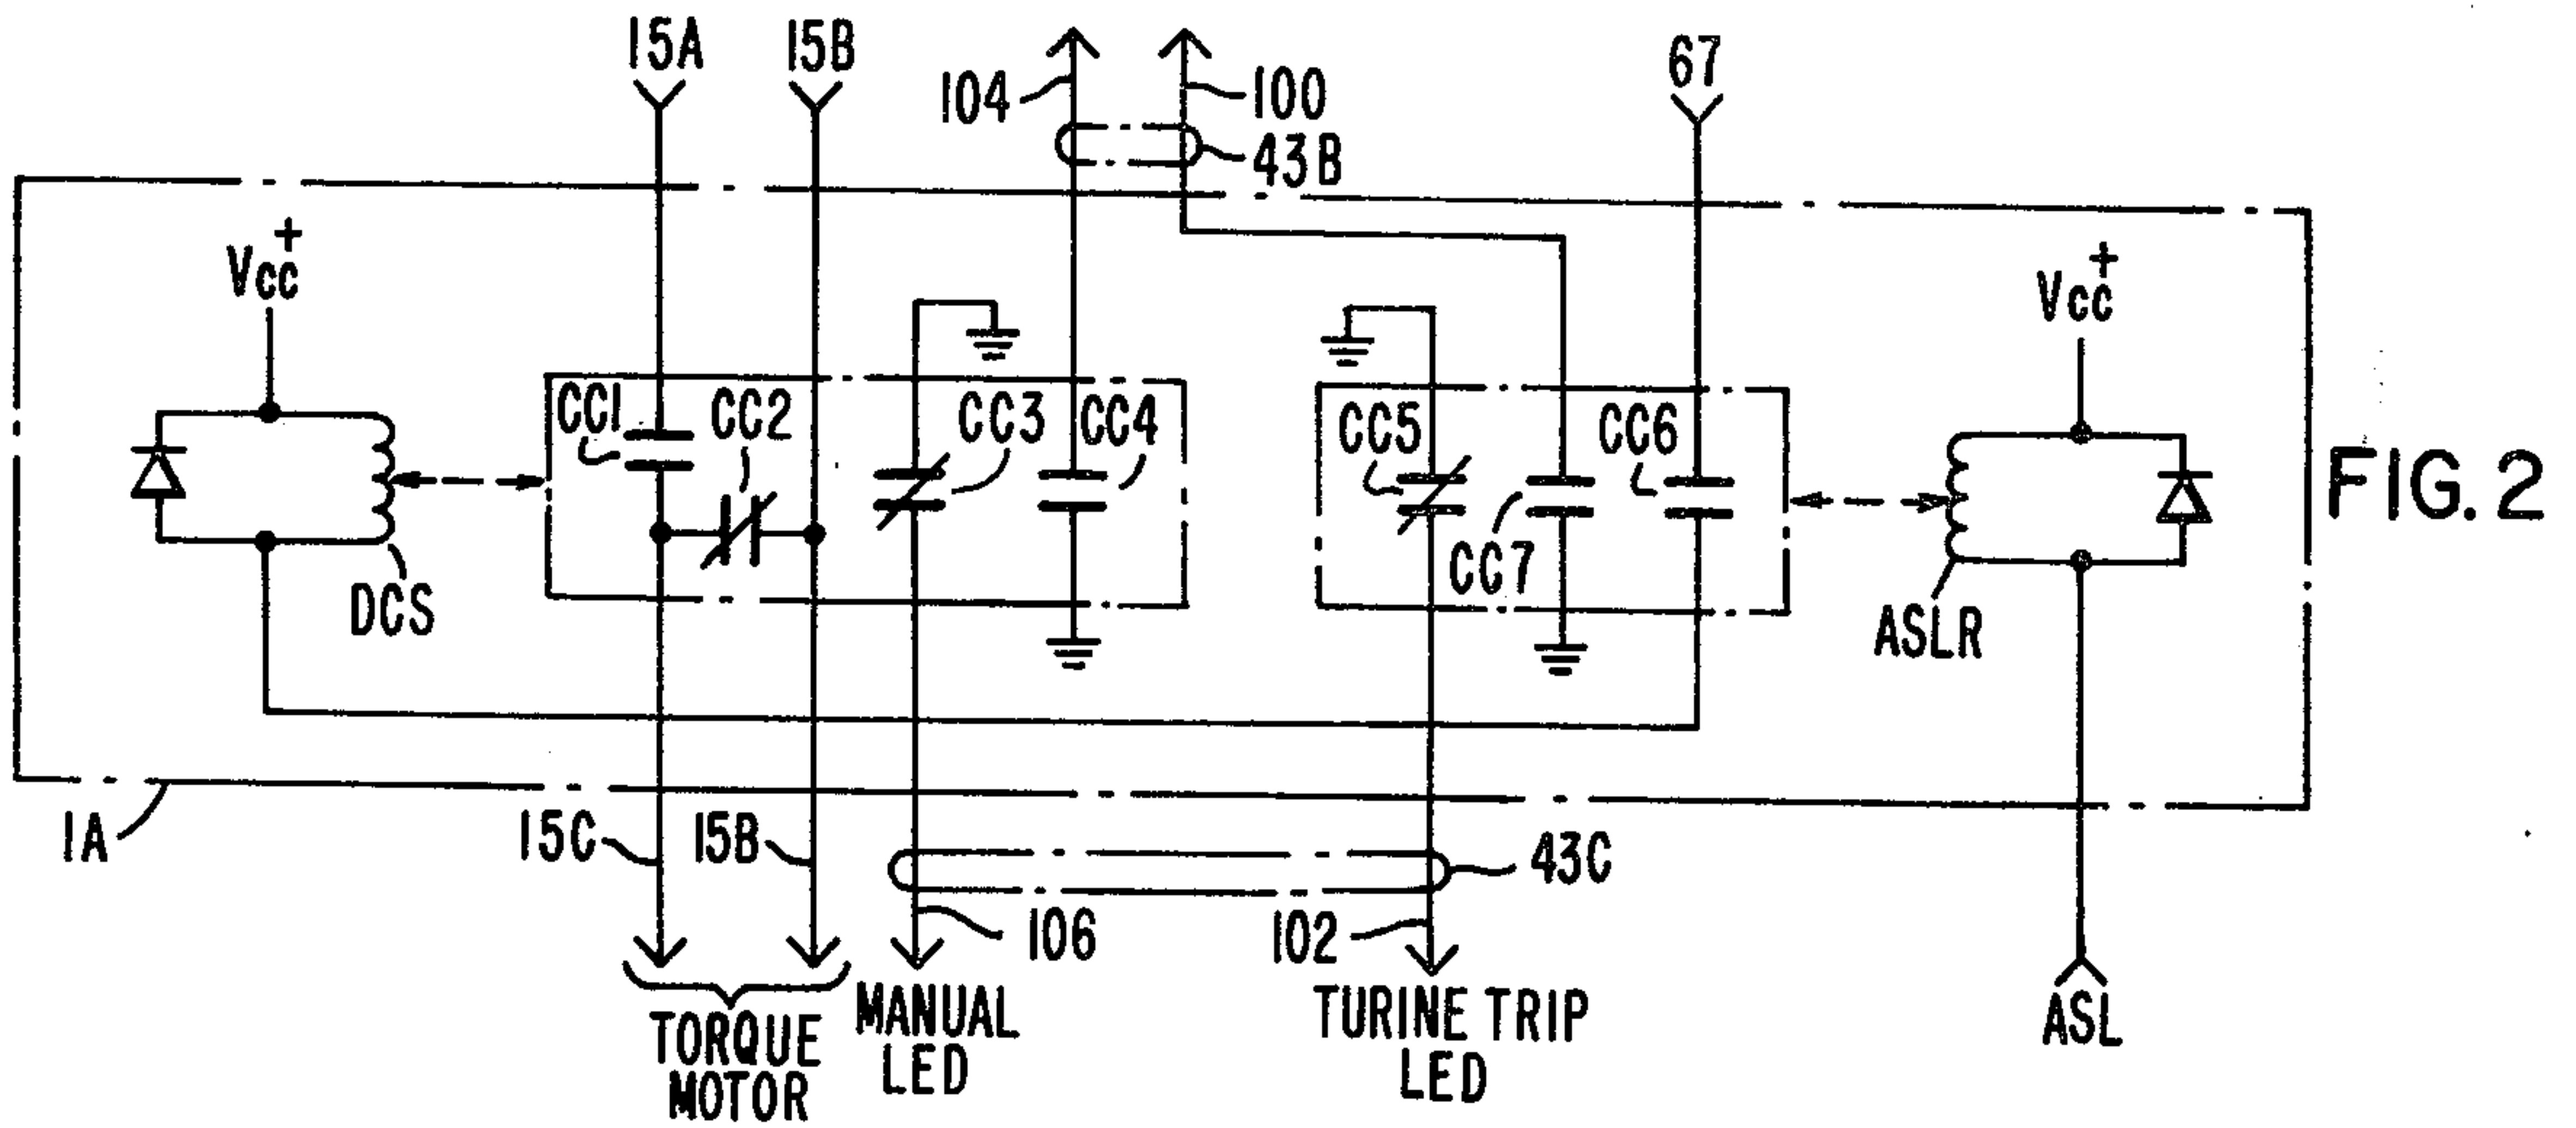 15A
15B
104
100
43B
67
Vcc+
Vcc+
CC1
CC2
CC3
CC4
CC5
CC7
CC6
DCS
ASLR
FIG. 2
1A
15C
15B
43C
106
102
TORQUE
MOTOR
MANUAL
LED
TURINE TRIP
LED
ASL